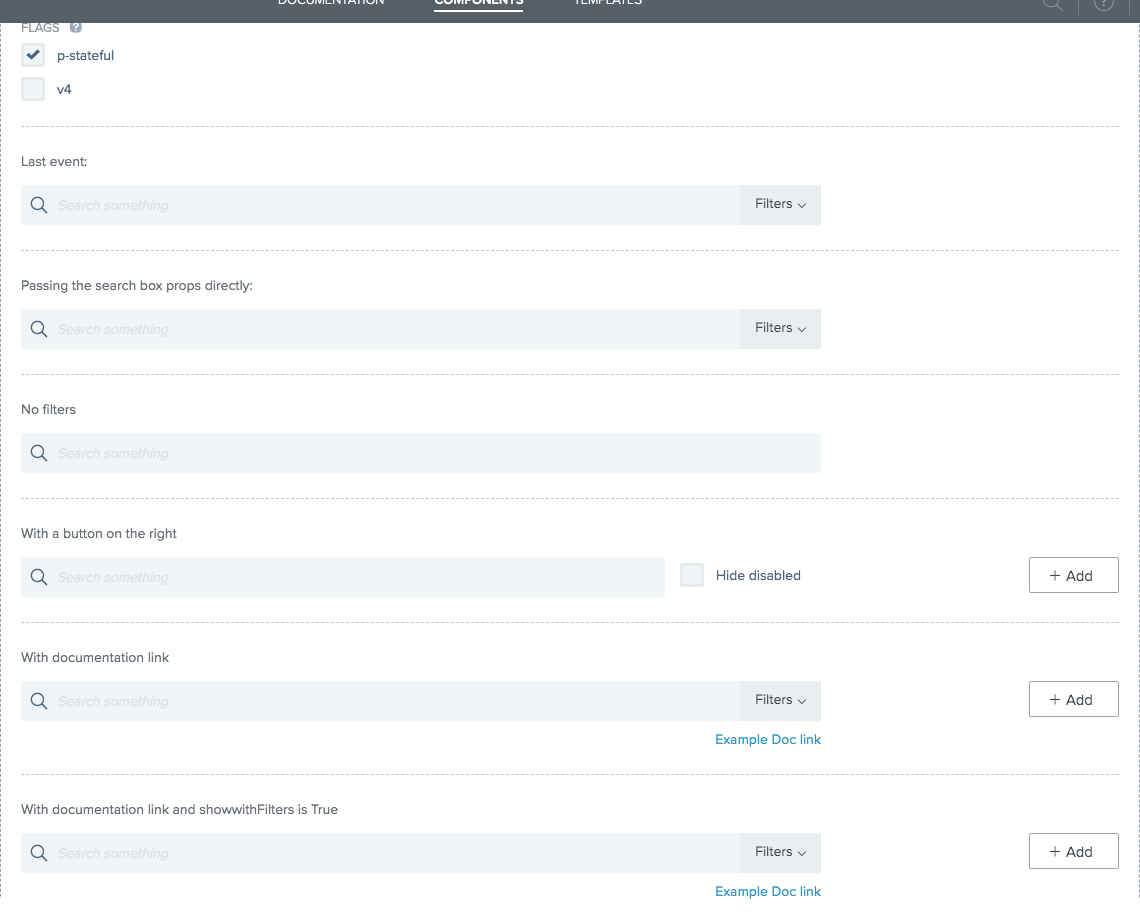 DOCUMENTATION COMPONENTS TEMPLATES
FLAGS ?
p-stateful
v4
Last event:
Search something Filters
Passing the search box props directly:
Search something Filters
No filters
Search something
With a button on the right
Search something Hide disabled + Add
With documentation link
Search something Filters + Add
Example Doc link
With documentation link and showwithFilters is True
Search something Filters + Add
Example Doc link